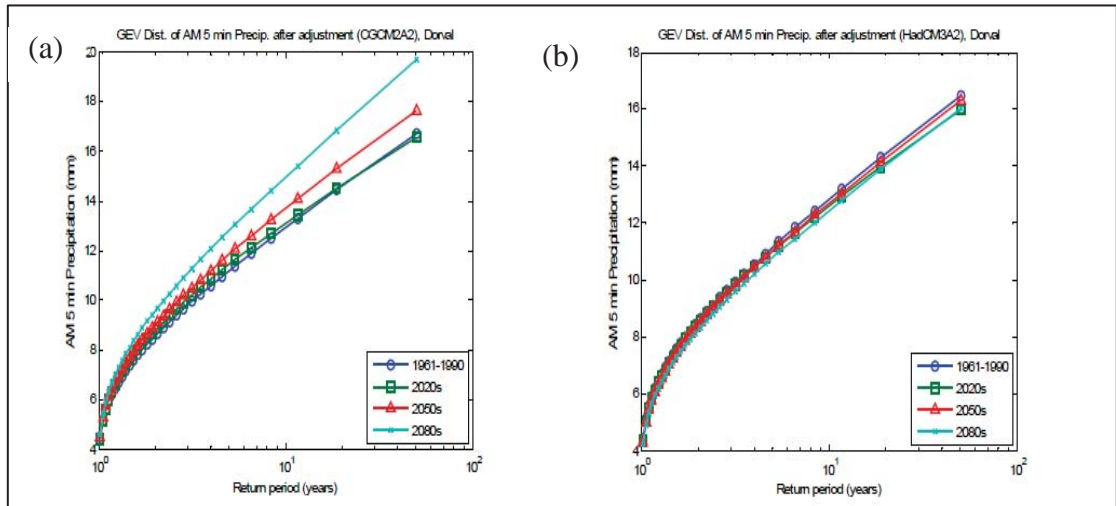 (a)
GEV Dist. of AM 5 min Precip. after adjustment (CGCM2A2), Dorval
AM 5 min Precipitation (mm)
20
18
16
14
12
10
8
6
4
10^0
10^1
10^2
Return period (years)
1961-1990
2020s
2050s
2080s
(b)
GEV Dist. of AM 5 min Precip. after adjustment (HadCM3A2), Dorval
AM 5 min Precipitation (mm)
18
16
14
12
10
8
6
4
10^0
10^1
10^2
Return period (years)
1961-1990
2020s
2050s
2080s